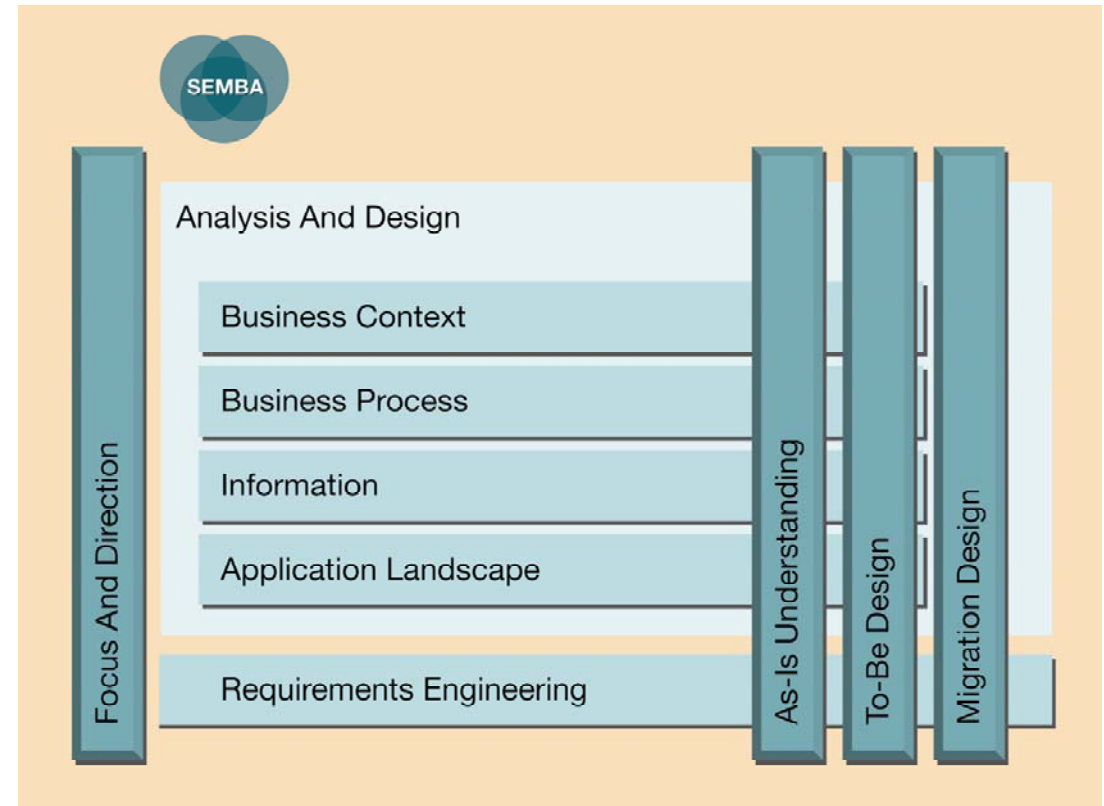 SEMBA
Analysis And Design
Business Context
Business Process
Information
Application Landscape
Requirements Engineering
Focus And Direction
As-Is Understanding
To-Be Design
Migration Design